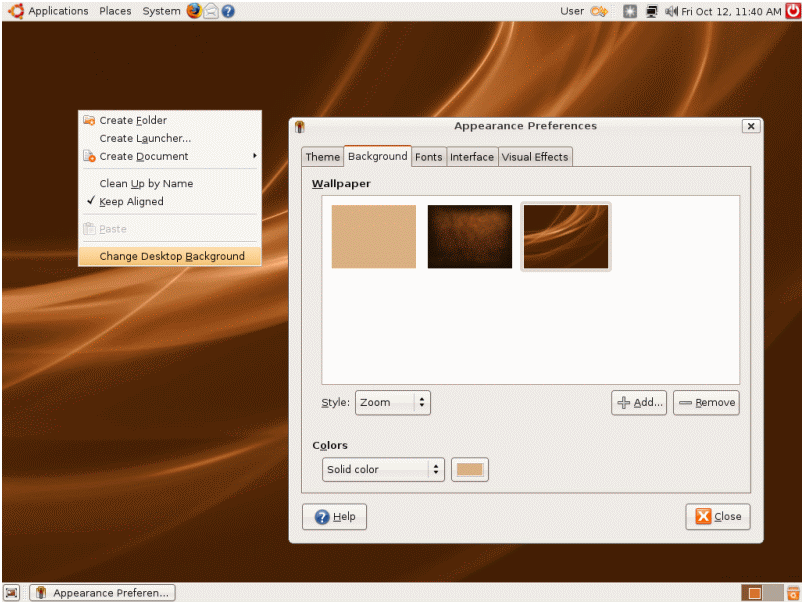 Applications Places System User Fri Oct 12, 11:40 AM
Create Folder
Create Launcher...
Create Document
Clean Up by Name
Keep Aligned
Paste
Change Desktop Background
Appearance Preferences
Theme Background Fonts Interface Visual Effects
Wallpaper
Style: Zoom Add... Remove
Colors
Solid color
Help Close
Appearance Preferen...